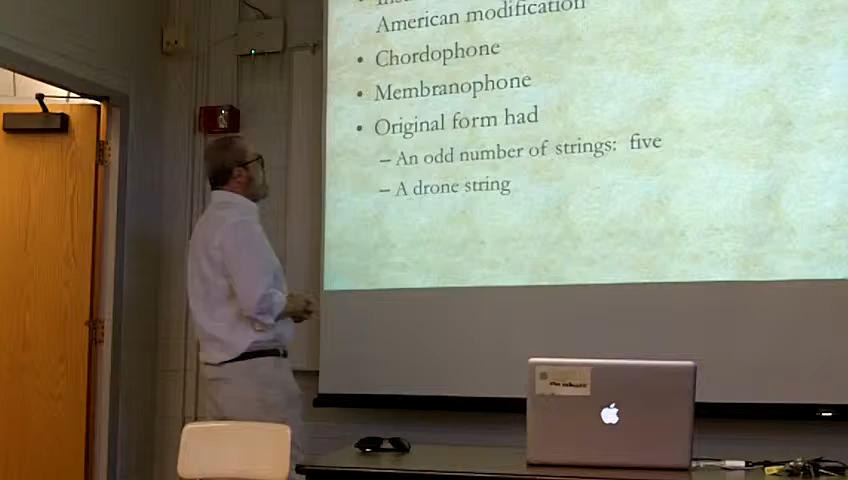 American modification
• Chordophone
• Membranophone
• Original form had
– An odd number of strings: five
– A drone string